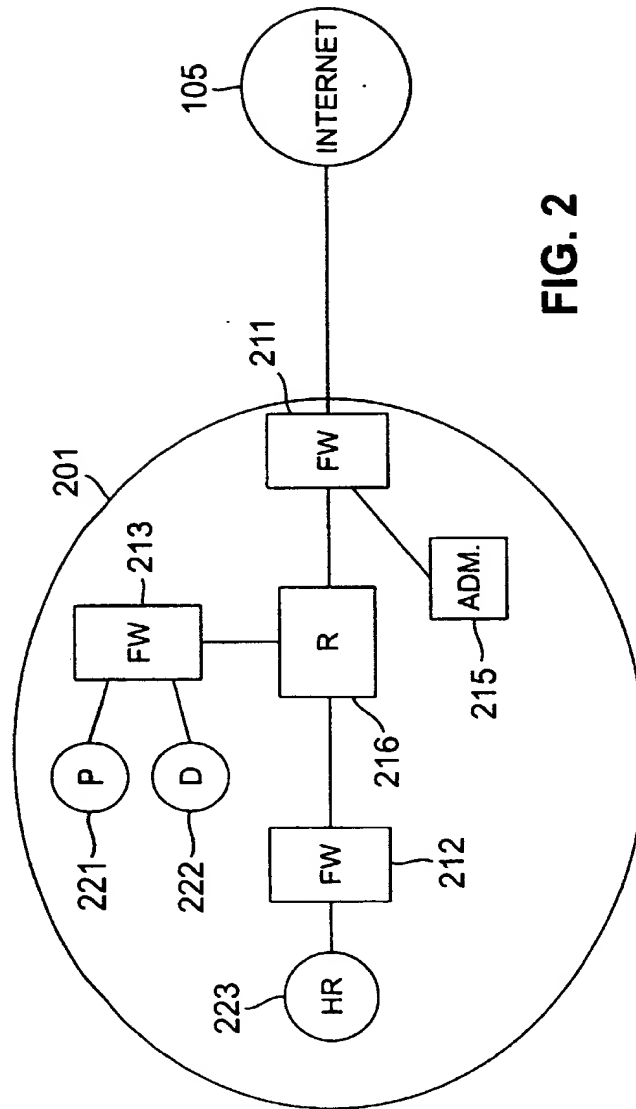 201
213
FW
P
221
D
222
211
FW
105
INTERNET
R
216
ADM.
215
FW
212
HR
223
FIG. 2